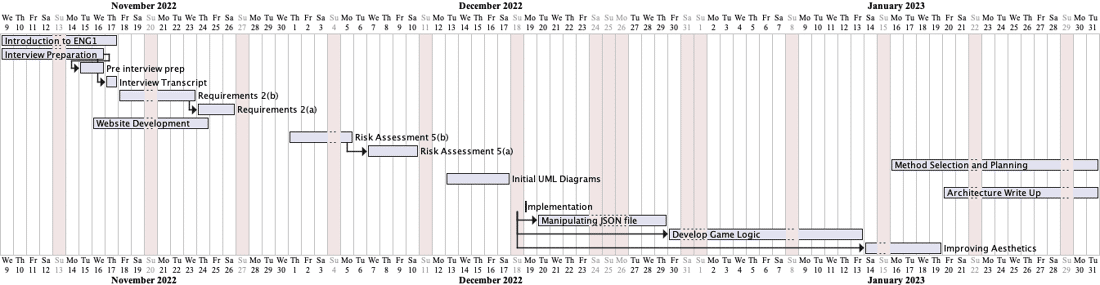 November 2022 December 2022 January 2023
We Th Fr Sa Su Mo Tu We Th Fr Sa Su Mo Tu We Th Fr Sa Su Mo Tu We Th Fr Sa Su Mo Tu We Th Fr Sa Su Mo Tu We Th Fr Sa Su Mo Tu We Th Fr Sa Su Mo Tu We Th Fr Sa Su Mo Tu We Th Fr Sa Su Mo Tu We Th Fr Sa Su Mo Tu We Th Fr Sa Su Mo Tu We Th Fr Sa Su Mo Tu
9 10 11 12 13 14 15 16 17 18 19 20 21 22 23 24 25 26 27 28 29 30 1 2 3 4 5 6 7 8 9 10 11 12 13 14 15 16 17 18 19 20 21 22 23 24 25 26 27 28 29 30 31 1 2 3 4 5 6 7 8 9 10 11 12 13 14 15 16 17 18 19 20 21 22 23 24 25 26 27 28 29 30 31
Introduction to ENG1
Interview Preparation
Pre interview prep
Interview Transcript
Requirements 2(b)
Requirements 2(a)
Website Development
Risk Assessment 5(b)
Risk Assessment 5(a)
Method Selection and Planning
Initial UML Diagrams
Architecture Write Up
Implementation
Manipulating JSON file
Develop Game Logic
Improving Aesthetics
We Th Fr Sa Su Mo Tu We Th Fr Sa Su Mo Tu We Th Fr Sa Su Mo Tu We Th Fr Sa Su Mo Tu We Th Fr Sa Su Mo Tu We Th Fr Sa Su Mo Tu We Th Fr Sa Su Mo Tu We Th Fr Sa Su Mo Tu We Th Fr Sa Su Mo Tu We Th Fr Sa Su Mo Tu We Th Fr Sa Su Mo Tu We Th Fr Sa Su Mo Tu
9 10 11 12 13 14 15 16 17 18 19 20 21 22 23 24 25 26 27 28 29 30 1 2 3 4 5 6 7 8 9 10 11 12 13 14 15 16 17 18 19 20 21 22 23 24 25 26 27 28 29 30 31 1 2 3 4 5 6 7 8 9 10 11 12 13 14 15 16 17 18 19 20 21 22 23 24 25 26 27 28 29 30 31
November 2022 December 2022 January 2023